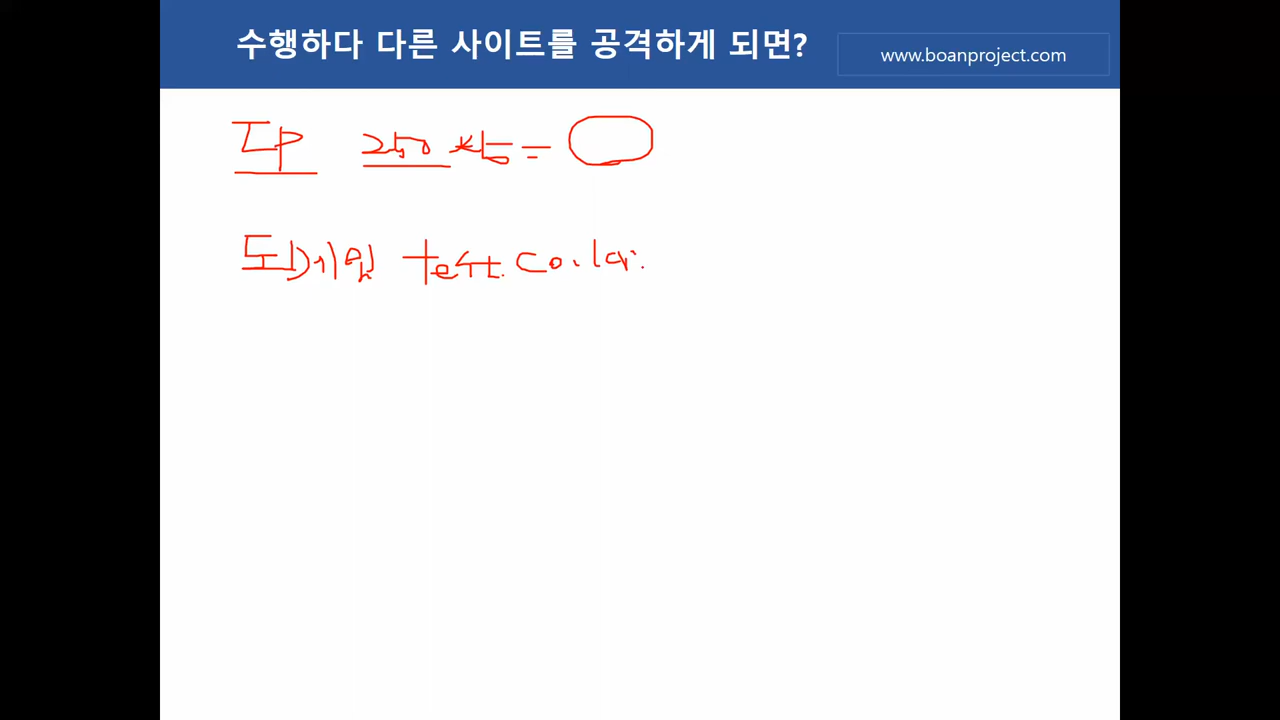 수행하다 다른 사이트를 공격하게 되면?
www.boanproject.com
IP 250
도메인 test.co.kr